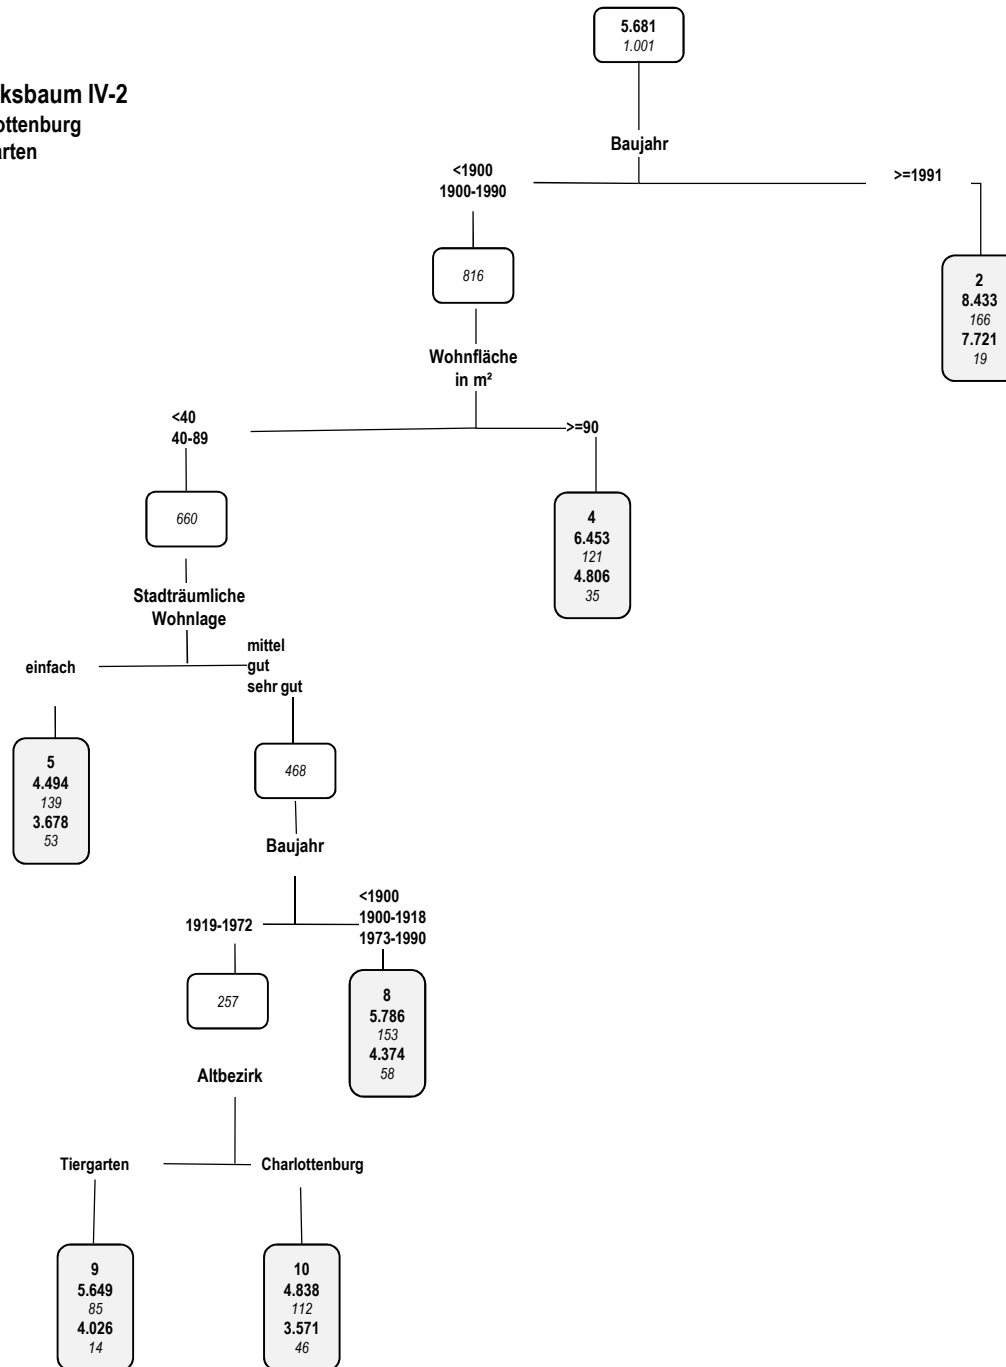 5.681
1.001
ksbaum IV-2
ottenburg
arten
Baujahr
<1900
1900-1990
>=1991
816
2
8.433
166
7.721
19
Wohnfläche
in m²
<40
40-89
>=90
660
4
6.453
121
4.806
35
Stadträumliche
Wohnlage
einfach
mittel
gut
sehr gut
5
4.494
139
3.678
53
468
Baujahr
1919-1972
<1900
1900-1918
1973-1990
257
8
5.786
153
4.374
58
Altbezirk
Tiergarten
Charlottenburg
9
5.649
85
4.026
14
10
4.838
112
3.571
46